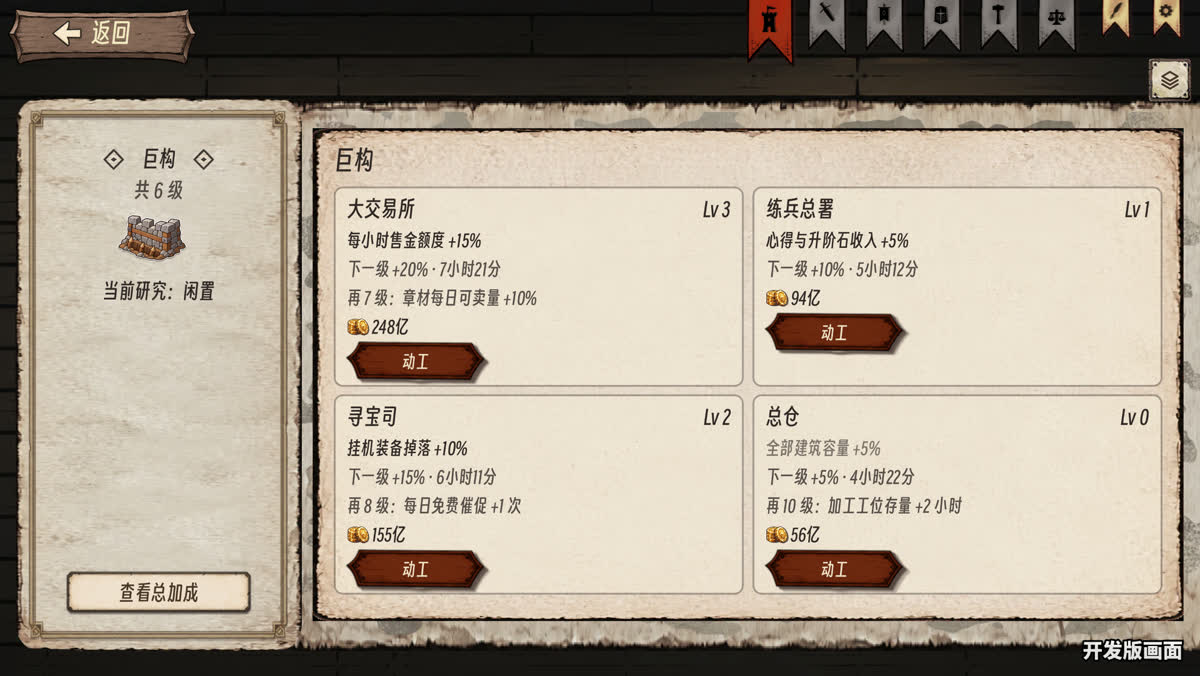 返回
巨构
共 6 级
当前研究：闲置
查看总加成
巨构
大交易所 Lv 3
每小时售金额度 +15%
下一级 +20% · 7小时21分
再 7 级：章材每日可卖量 +10%
248亿
动工
练兵总署 Lv 1
心得与升阶石收入 +5%
下一级 +10% · 5小时12分
94亿
动工
寻宝司 Lv 2
挂机装备掉落 +10%
下一级 +15% · 6小时11分
再 8 级：每日免费催促 +1 次
155亿
动工
总仓 Lv 0
全部建筑容量 +5%
下一级 +5% · 4小时22分
再 10 级：加工工位存量 +2 小时
56亿
动工
开发版画面